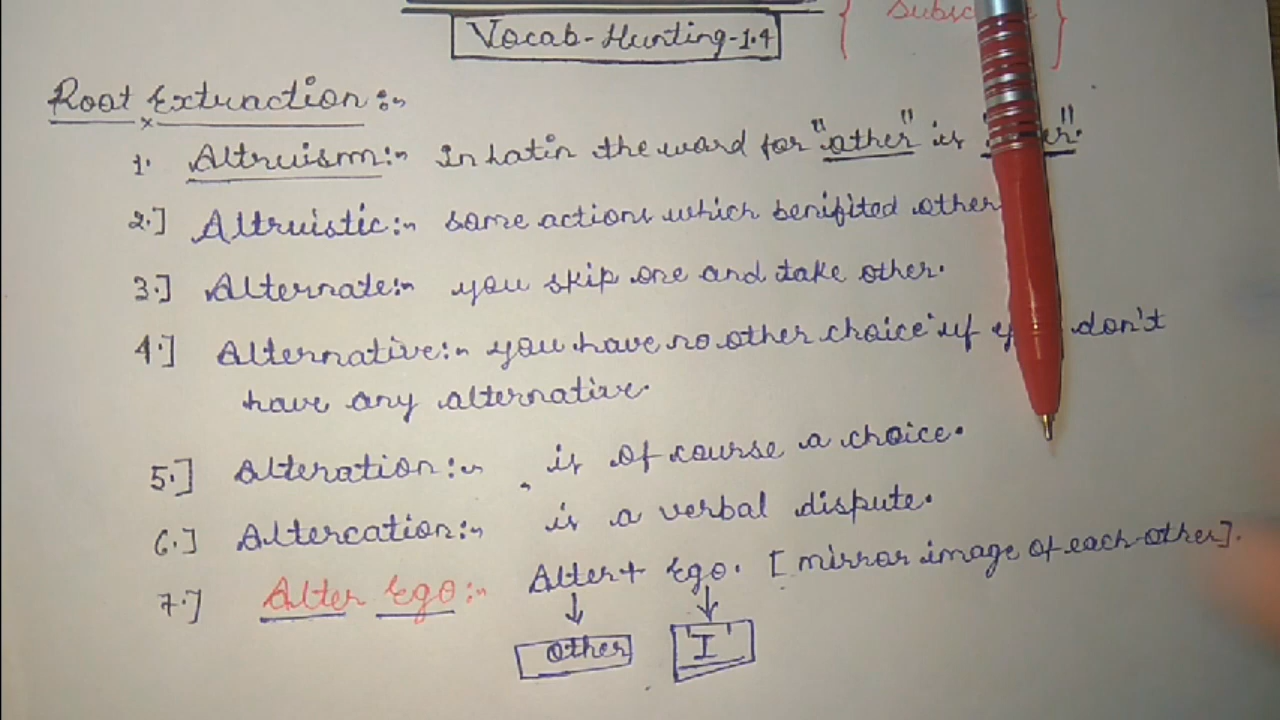 Vocab-Hunting-1.4
Root Extraction:-
1. Altruism:- In Latin the word for "other" is
2.] Altruistic:- some actions which benifited other
3.] Alternate:- you skip one and take other.
4.] Alternative:- you have no other choice if don't
have any alternative.
5.] Alteration:- is of course a choice.
6.] Altercation:- is a verbal dispute.
7.] Alter Ego:- Alter + Ego. [mirror image of each-other].
other 'I'